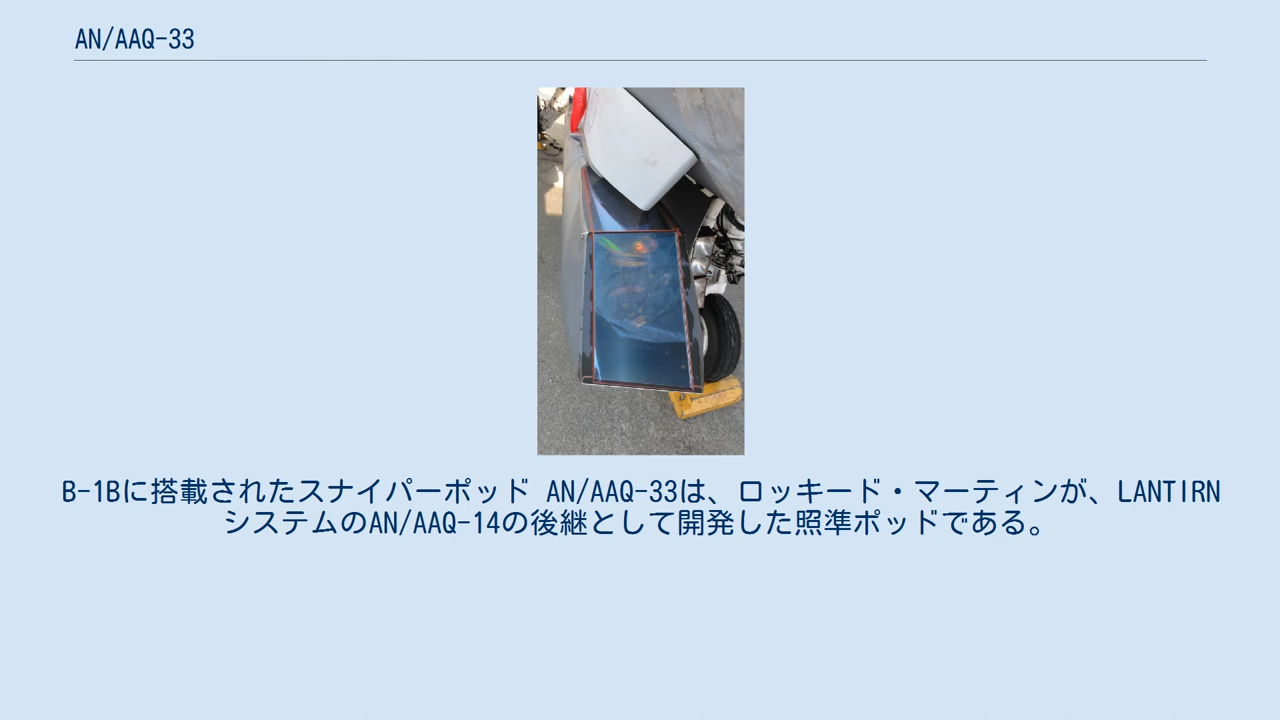 AN/AAQ-33
B-1Bに搭載されたスナイパーポッド AN/AAQ-33は、ロッキード・マーティンが、LANTIRN
システムのAN/AAQ-14の後継として開発した照準ポッドである。